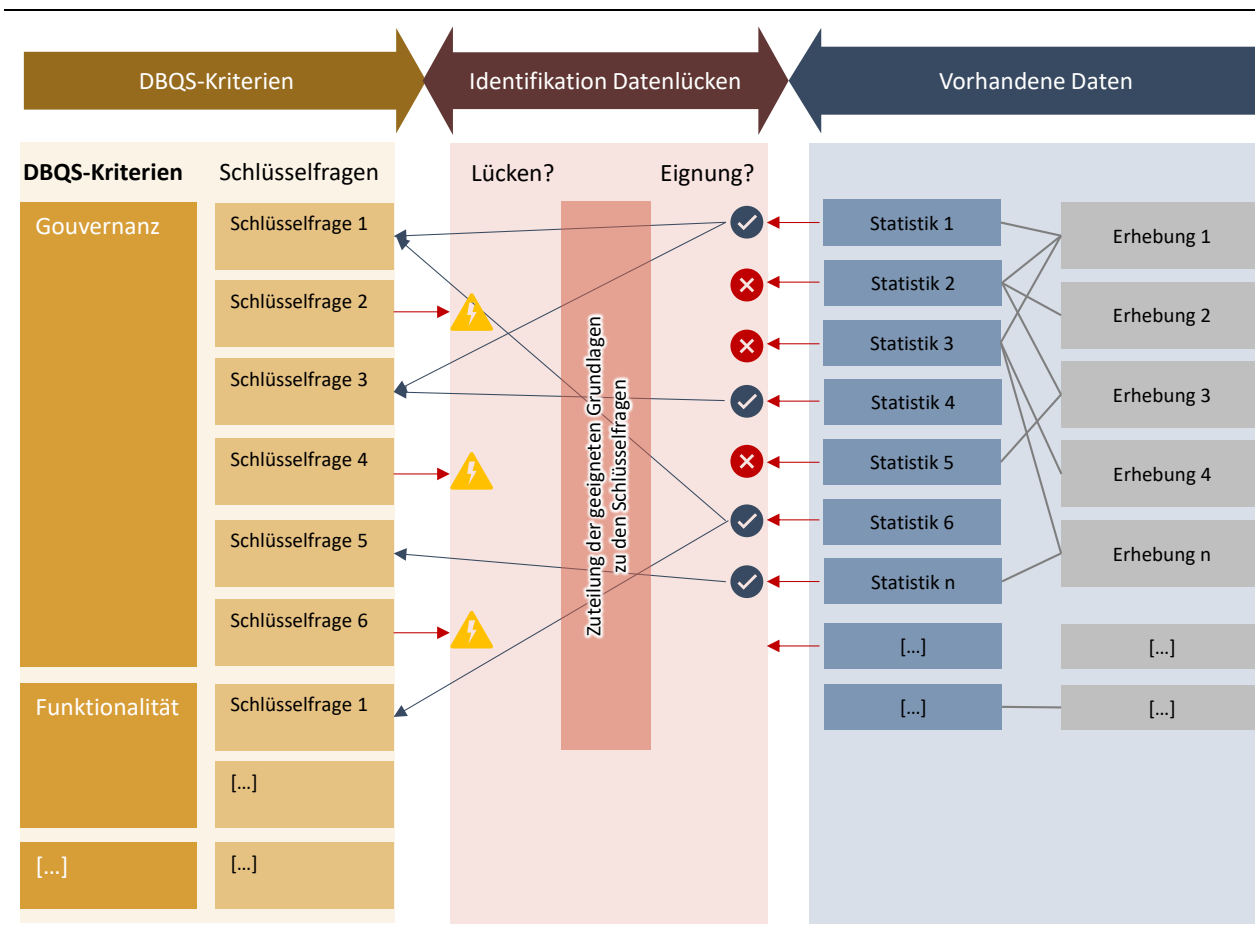 DBQS-Kriterien
Identifikation Datenlücken
Vorhandene Daten
DBQS-Kriterien
Schlüsselfragen
Lücken?
Eignung?
Gouvernanz
Schlüsselfrage 1
Schlüsselfrage 2
Schlüsselfrage 3
Schlüsselfrage 4
Schlüsselfrage 5
Schlüsselfrage 6
Funktionalität
Schlüsselfrage 1
[...]
[...]
[...]
Zuteilung der geeigneten Grundlagen
zu den Schlüsselfragen
Statistik 1
Statistik 2
Statistik 3
Statistik 4
Statistik 5
Statistik 6
Statistik n
[...]
[...]
Erhebung 1
Erhebung 2
Erhebung 3
Erhebung 4
Erhebung n
[...]
[...]